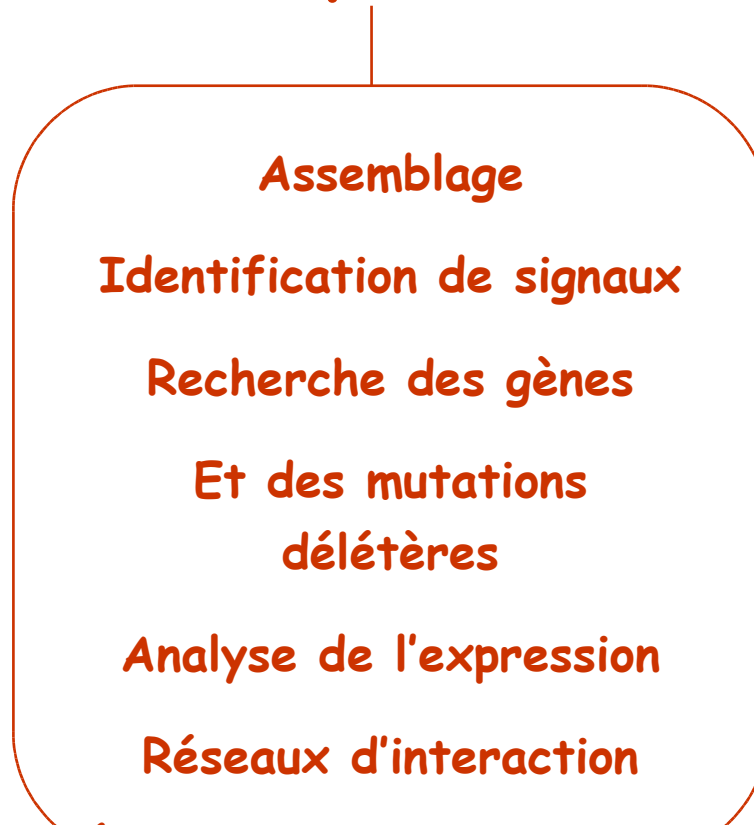 Assemblage
Identification de signaux
Recherche des gènes
Et des mutations
délétères
Analyse de l'expression
Réseaux d'interaction